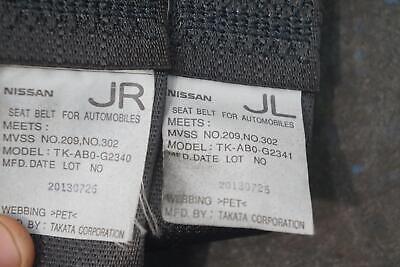 NISSAN JR
SEAT BELT FOR AUTOMOBILES
MEETS :
MVSS NO.209,NO.302
MODEL: TK-AB0-G2340
MFD.DATE LOT NO
20130726
WEBBING >PET<
MFD.BY: TAKATA CORPORATION
NISSAN JL
SEAT BELT FOR AUTOMOBILES
MEETS :
MVSS NO.209,NO.302
MODEL: TK-AB0-G2341
MFD.DATE LOT NO
20130726
WEBBING >PET<
MFD. BY: TAKATA CORPORATION